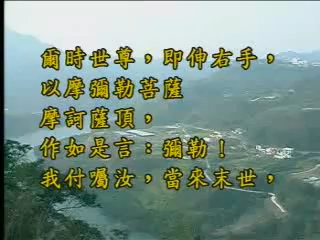 爾時世尊，即伸右手，
以摩彌勒菩薩
摩訶薩頂，
作如是言：彌勒！
我付囑汝，當來末世，